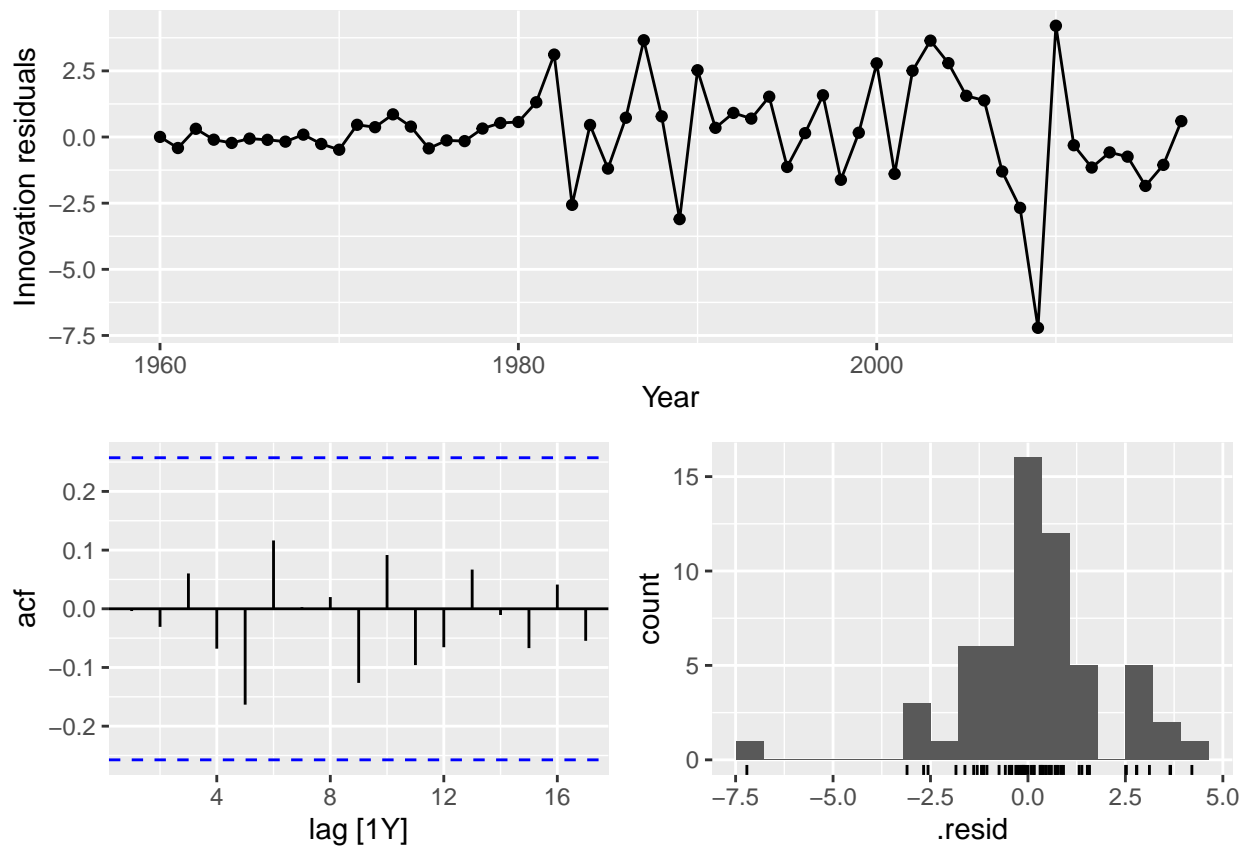 Innovation residuals
2.5
0.0
−2.5
−5.0
−7.5
1960 1980 2000
Year
acf
0.2
0.1
0.0
−0.1
−0.2
4 8 12 16
lag [1Y]
count
15
10
5
0
−7.5 −5.0 −2.5 0.0 2.5 5.0
.resid